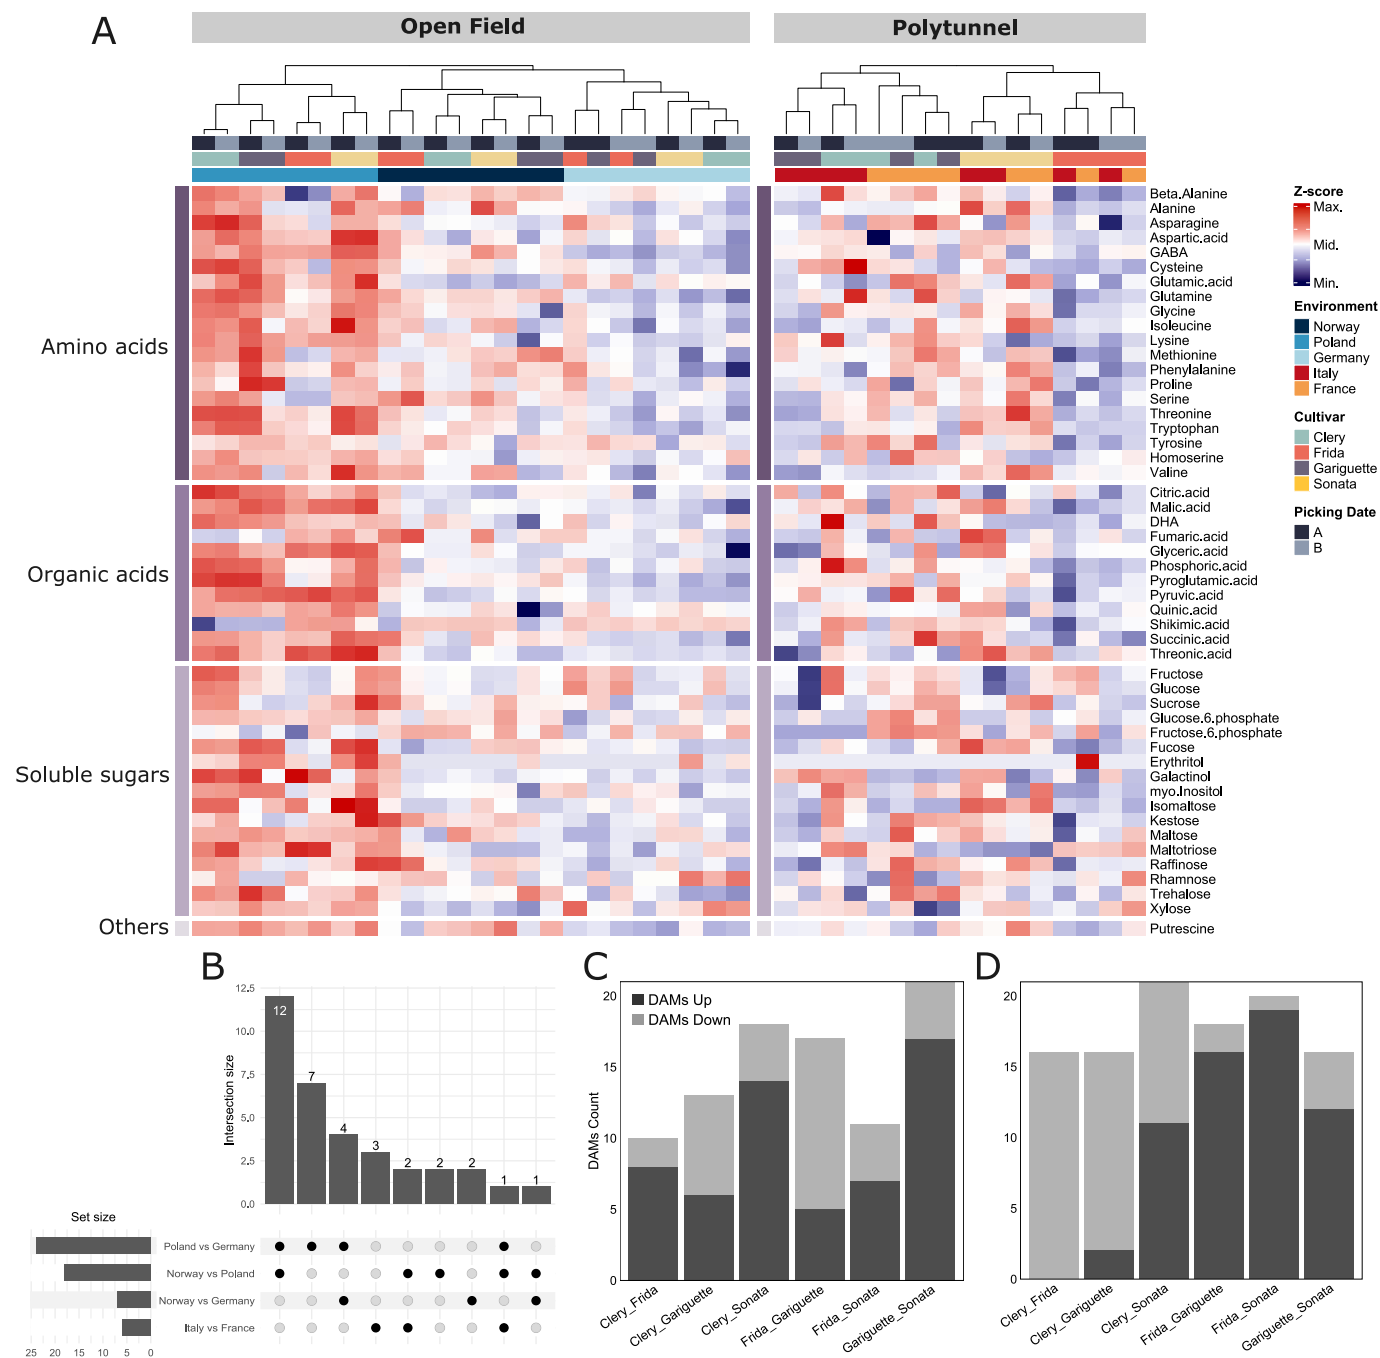 A
Open Field
Polytunnel
Amino acids
Organic acids
Soluble sugars
Others
Beta.Alanine
Alanine
Asparagine
Aspartic.acid
GABA
Cysteine
Glutamic.acid
Glutamine
Glycine
Isoleucine
Lysine
Methionine
Phenylalanine
Proline
Serine
Threonine
Tryptophan
Tyrosine
Homoserine
Valine
Citric.acid
Malic.acid
DHA
Fumaric.acid
Glyceric.acid
Phosphoric.acid
Pyroglutamic.acid
Pyruvic.acid
Quinic.acid
Shikimic.acid
Succinic.acid
Threonic.acid
Fructose
Glucose
Sucrose
Glucose.6.phosphate
Fructose.6.phosphate
Fucose
Erythritol
Galactinol
myo.Inositol
Isomaltose
Kestose
Maltose
Maltotriose
Raffinose
Rhamnose
Trehalose
Xylose
Putrescine
Z-score
Max.
Mid.
Min.
Environment
Norway
Poland
Germany
Italy
France
Cultivar
Clery
Frida
Gariguette
Sonata
Picking Date
A
B
B
12.5
10.0
7.5
5.0
2.5
0.0
Intersection size
12
7
4
3
2
2
2
1
1
Set size
Poland vs Germany
Norway vs Poland
Norway vs Germany
Italy vs France
25 20 15 10 5 0
C
DAMs Up
DAMs Down
20
15
10
5
0
DAMs Count
Clery_Frida
Clery_Gariguette
Clery_Sonata
Frida_Gariguette
Frida_Sonata
Gariguette_Sonata
D
20
15
10
5
0
Clery_Frida
Clery_Gariguette
Clery_Sonata
Frida_Gariguette
Frida_Sonata
Gariguette_Sonata